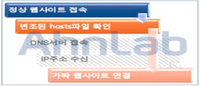 정상 웹사이트 접속
변조된 hosts파일 확인
DNS서버 접속
IP주소 수신
가짜 웹사이트 연결
AhnLab